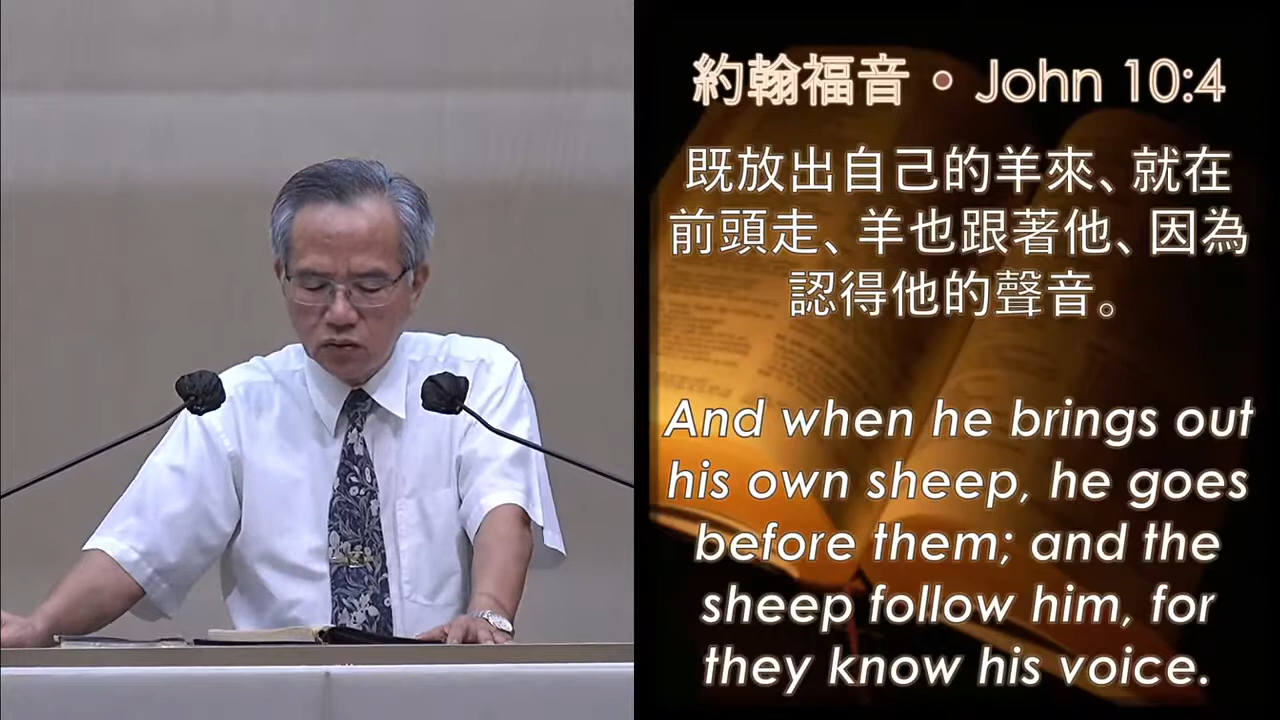 約翰福音 • John 10:4
既放出自己的羊來、就在
前頭走、羊也跟著他、因為
認得他的聲音。
And when he brings out
his own sheep, he goes
before them; and the
sheep follow him, for
they know his voice.